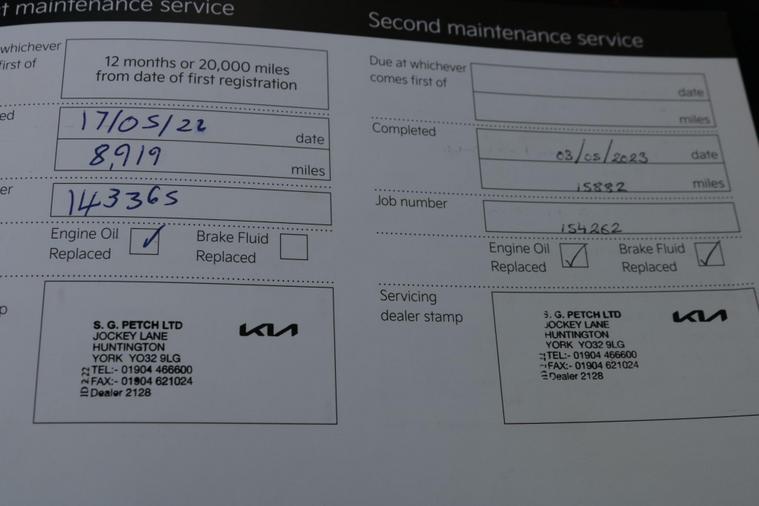 t maintenance service
whichever
first of
12 months or 20,000 miles
from date of first registration
ed
17/05/22
date
8,919
miles
er
143365
Engine Oil
Replaced
Brake Fluid
Replaced
p
S. G. PETCH LTD
JOCKEY LANE
HUNTINGTON
YORK YO32 9LG
TEL:- 01904 466600
FAX:- 01904 621024
Dealer 2128
KIA
Second maintenance service
Due at whichever
comes first of
date
miles
Completed
03/05/2023
date
15882
miles
Job number
154262
Engine Oil
Replaced
Brake Fluid
Replaced
Servicing
dealer stamp
S. G. PETCH LTD
JOCKEY LANE
HUNTINGTON
YORK YO32 9LG
TEL:- 01904 466600
FAX:- 01904 621024
Dealer 2128
KIA